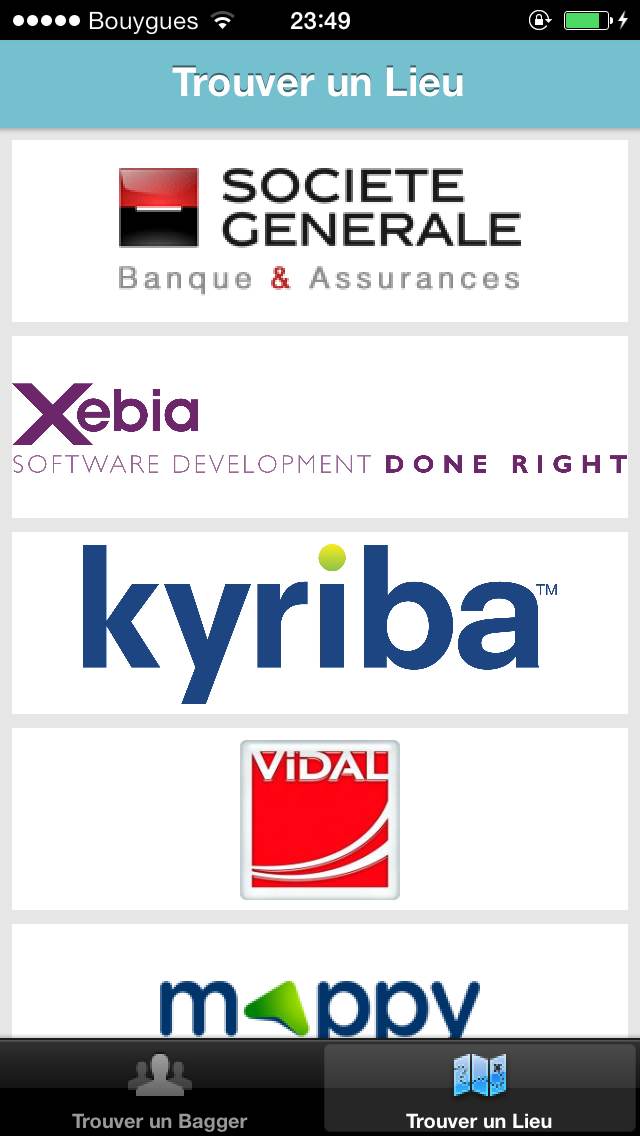 Bouygues 23:49
Trouver un Lieu
SOCIETE
GENERALE
Banque & Assurances
Xebia
SOFTWARE DEVELOPMENT DONE RIGHT
kyriba™
ViDAL
mappy
Trouver un Bagger
Trouver un Lieu